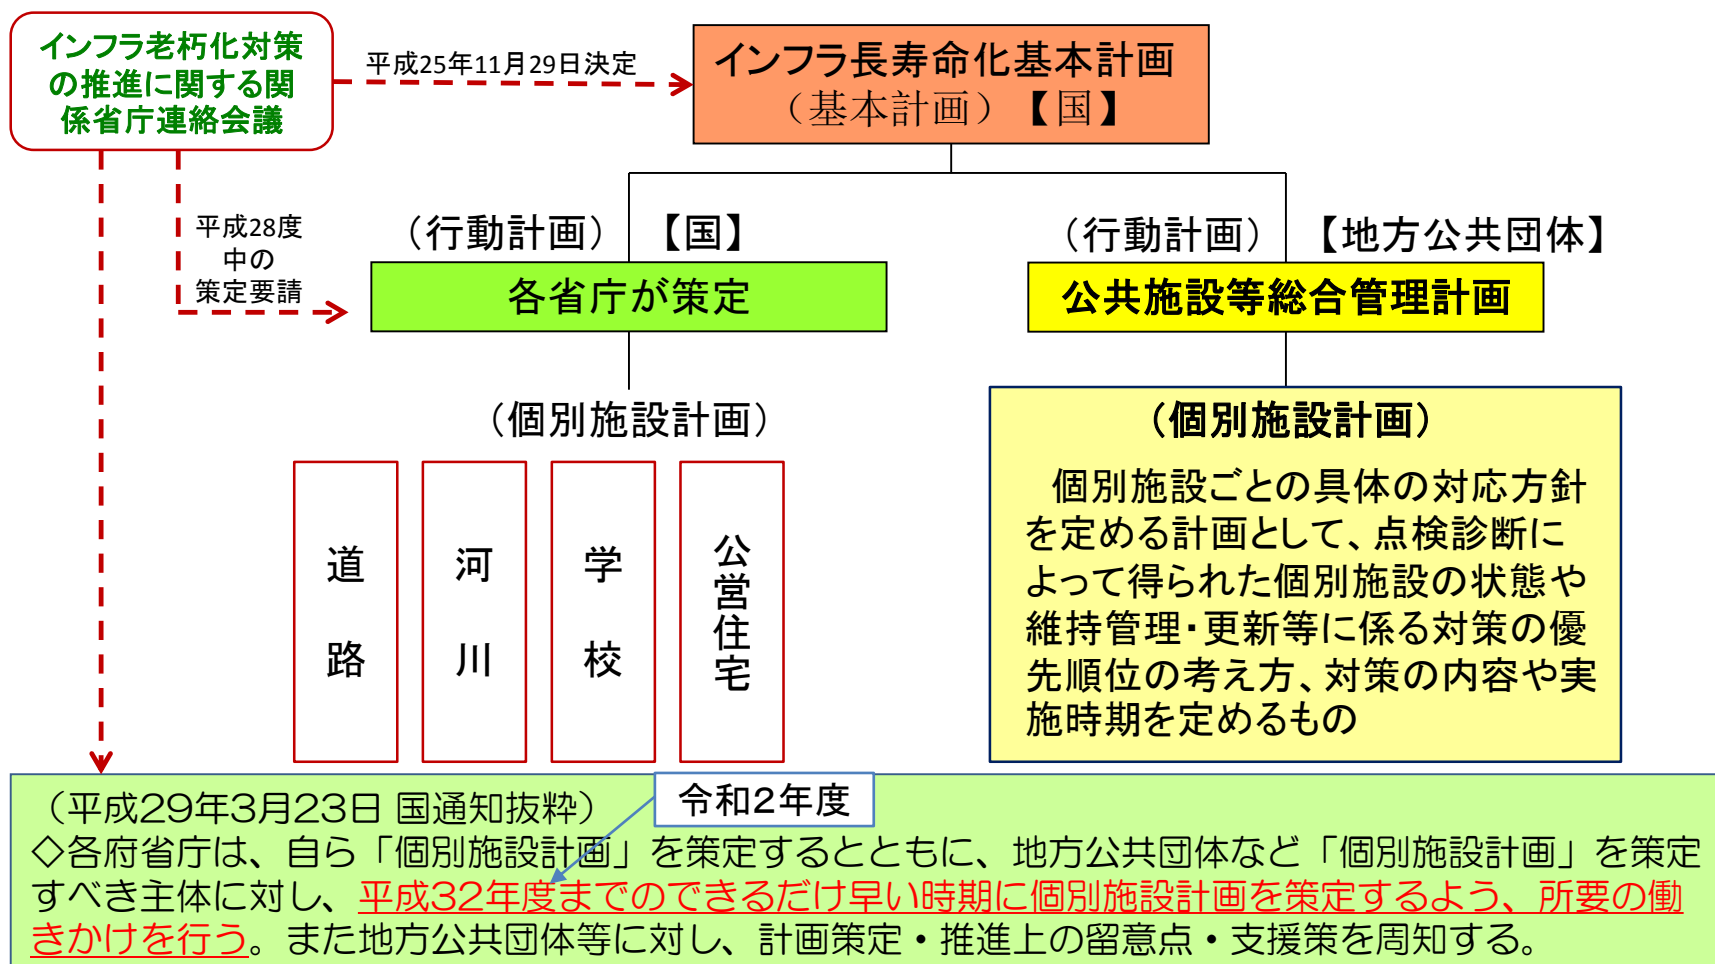 インフラ老朽化対策
の推進に関する関
係省庁連絡会議
平成25年11月29日決定
インフラ長寿命化基本計画
（基本計画）【国】
平成28度
中の
策定要請
（行動計画）【国】
各省庁が策定
（行動計画）【地方公共団体】
公共施設等総合管理計画
（個別施設計画）
道路
河川
学校
公営住宅
（個別施設計画）
個別施設ごとの具体の対応方針
を定める計画として、点検診断に
よって得られた個別施設の状態や
維持管理・更新等に係る対策の優
先順位の考え方、対策の内容や実
施時期を定めるもの
（平成29年3月23日 国通知抜粋）
令和2年度
◇各府省庁は、自ら「個別施設計画」を策定するとともに、地方公共団体など「個別施設計画」を策定
すべき主体に対し、平成32年度までのできるだけ早い時期に個別施設計画を策定するよう、所要の働
きかけを行う。また地方公共団体等に対し、計画策定・推進上の留意点・支援策を周知する。